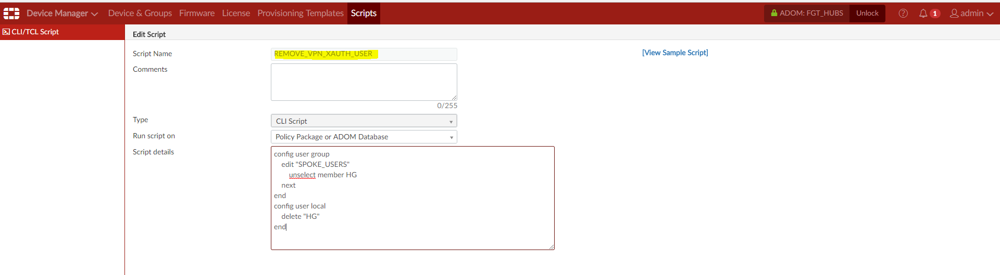 Device Manager Device & Groups Firmware License Provisioning Templates Scripts ADOM: FGT_HUBS Unlock ? 1 admin
CLI/TCL Script
Edit Script
Script Name REMOVE_VPN_XAUTH_USER [View Sample Script]
Comments
0/255
Type CLI Script
Run script on Policy Package or ADOM Database
Script details
config user group
edit "SPOKE_USERS"
unselect member HG
next
end
config user local
delete "HG"
end